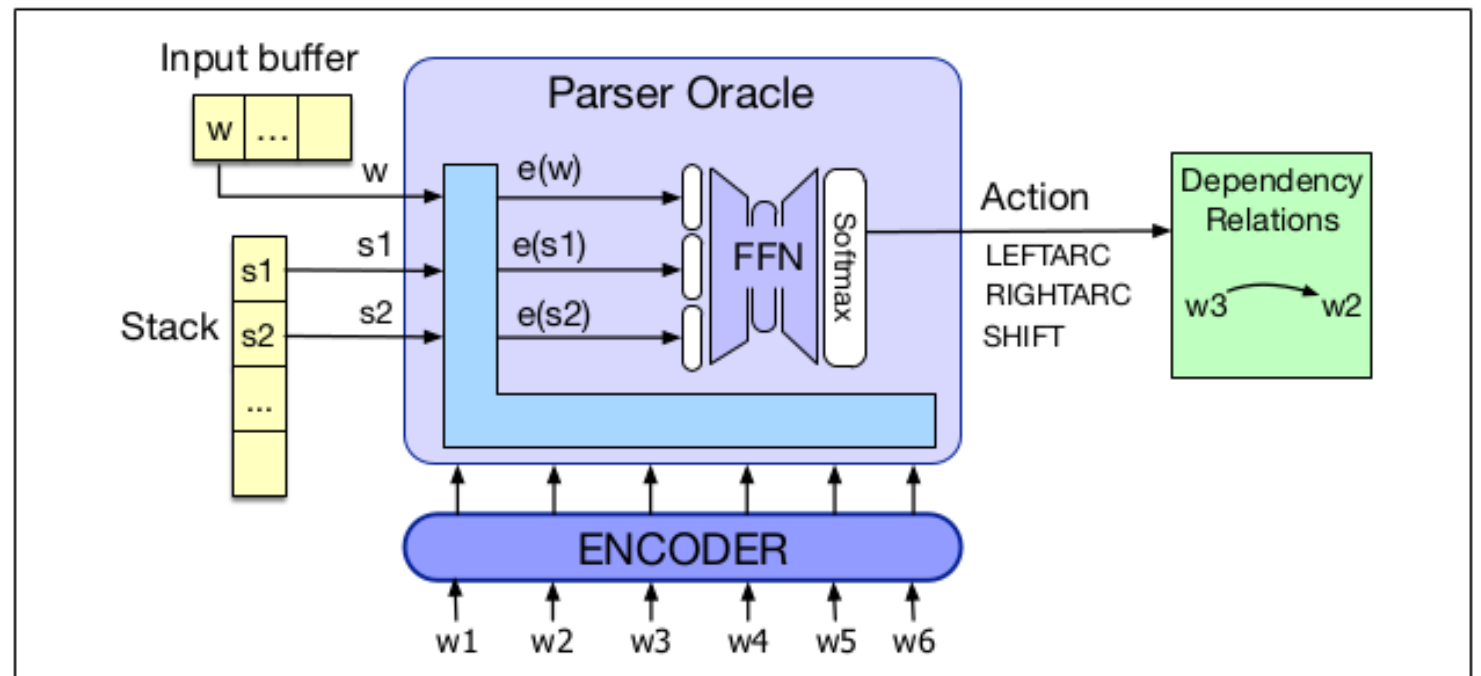 Input buffer
w ...
Parser Oracle
w
e(w)
s1
e(s1)
s2
e(s2)
Stack
s1
s2
...
FFN
Softmax
Action
LEFTARC
RIGHTARC
SHIFT
Dependency
Relations
w3 w2
ENCODER
w1 w2 w3 w4 w5 w6